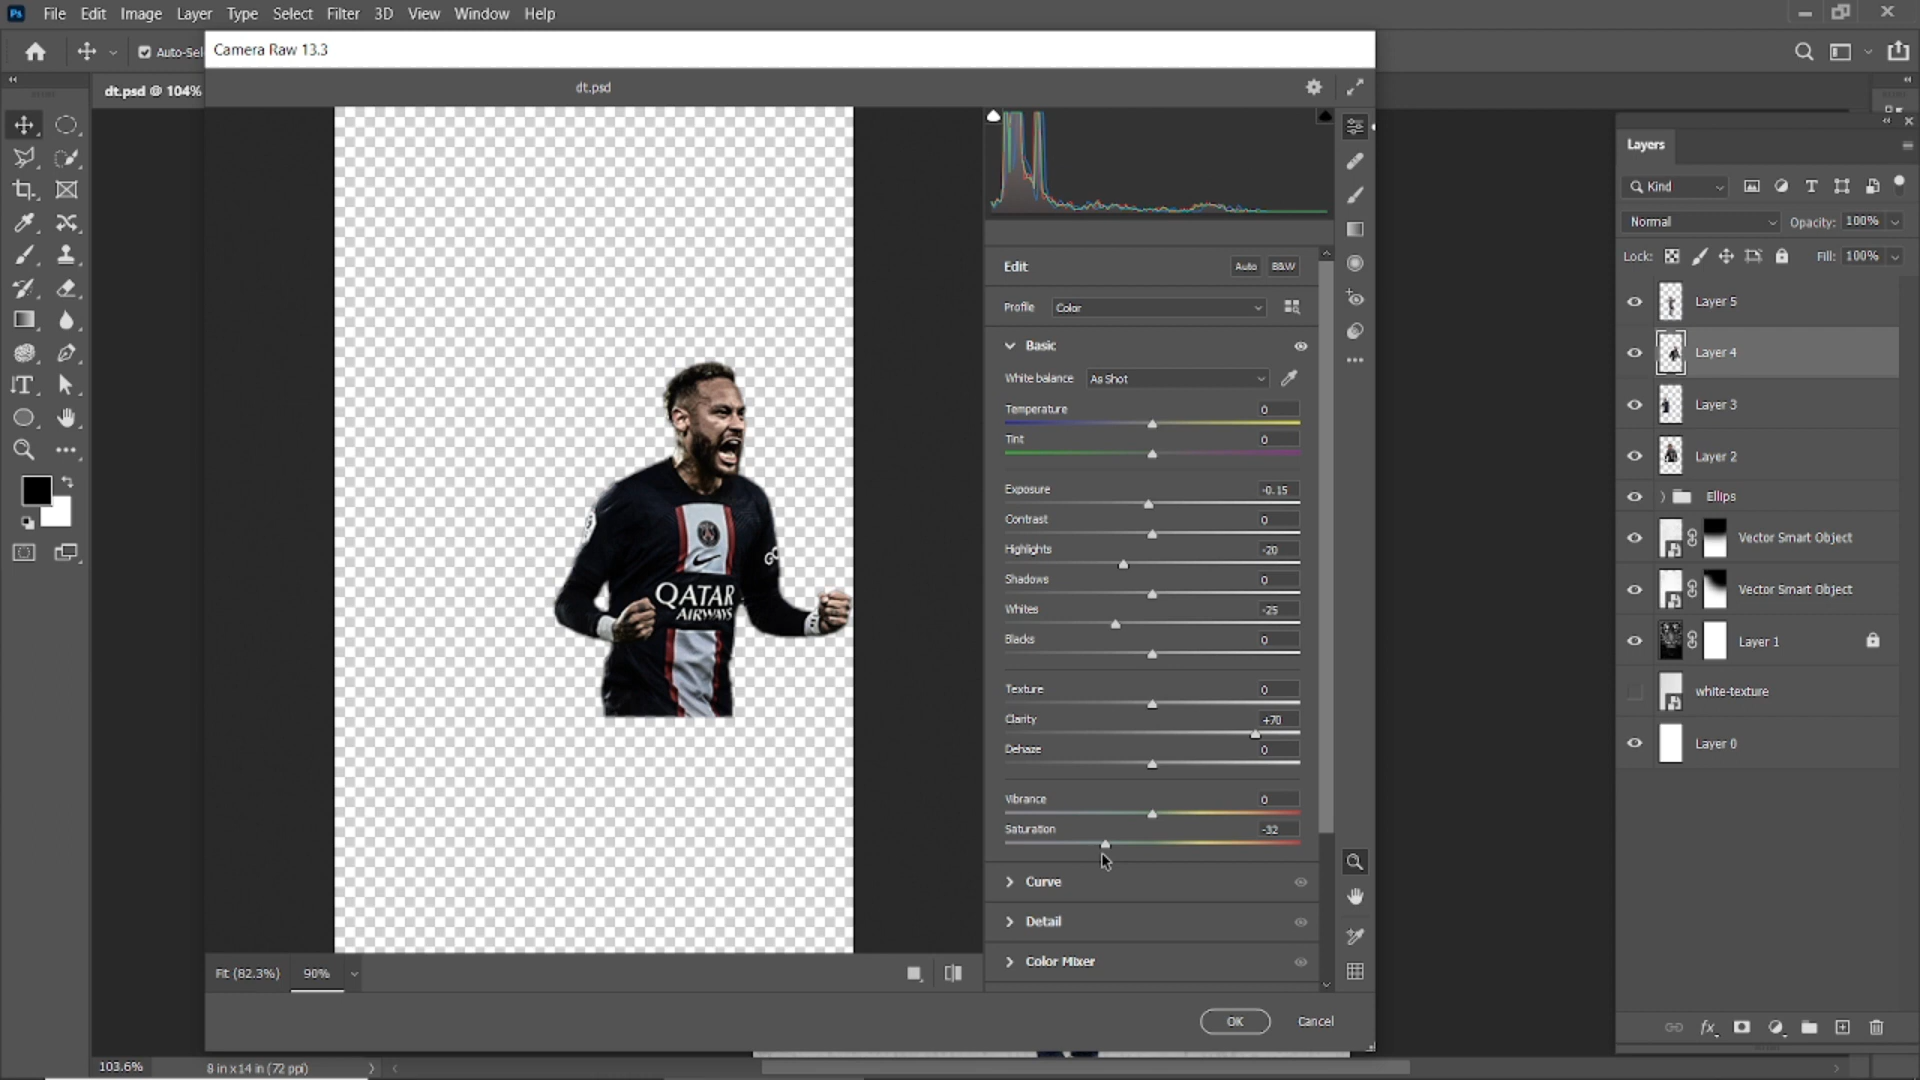 Ps File Edit Image Layer Type Select Filter 3D View Window Help
Auto-Sel
Camera Raw 13.3
dt.psd @ 104%
dt.psd
Layers
Kind
Normal Opacity: 100%
Lock: Fill: 100%
Layer 5
Layer 4
Layer 3
Layer 2
Ellips
Vector Smart Object
Vector Smart Object
Layer 1
white-texture
Layer 0
Edit Auto B&W
Profile Color
Basic
White balance As Shot
Temperature 0
Tint 0
Exposure -0.15
Contrast 0
Highlights -20
Shadows 0
Whites -25
Blacks 0
Texture 0
Clarity +70
Dehaze 0
Vibrance 0
Saturation -32
Curve
Detail
Color Mixer
QATAR
AIRWAYS
Fit (82.3%) 90%
OK Cancel
103.6% 8 in x 14 in (72 ppi)